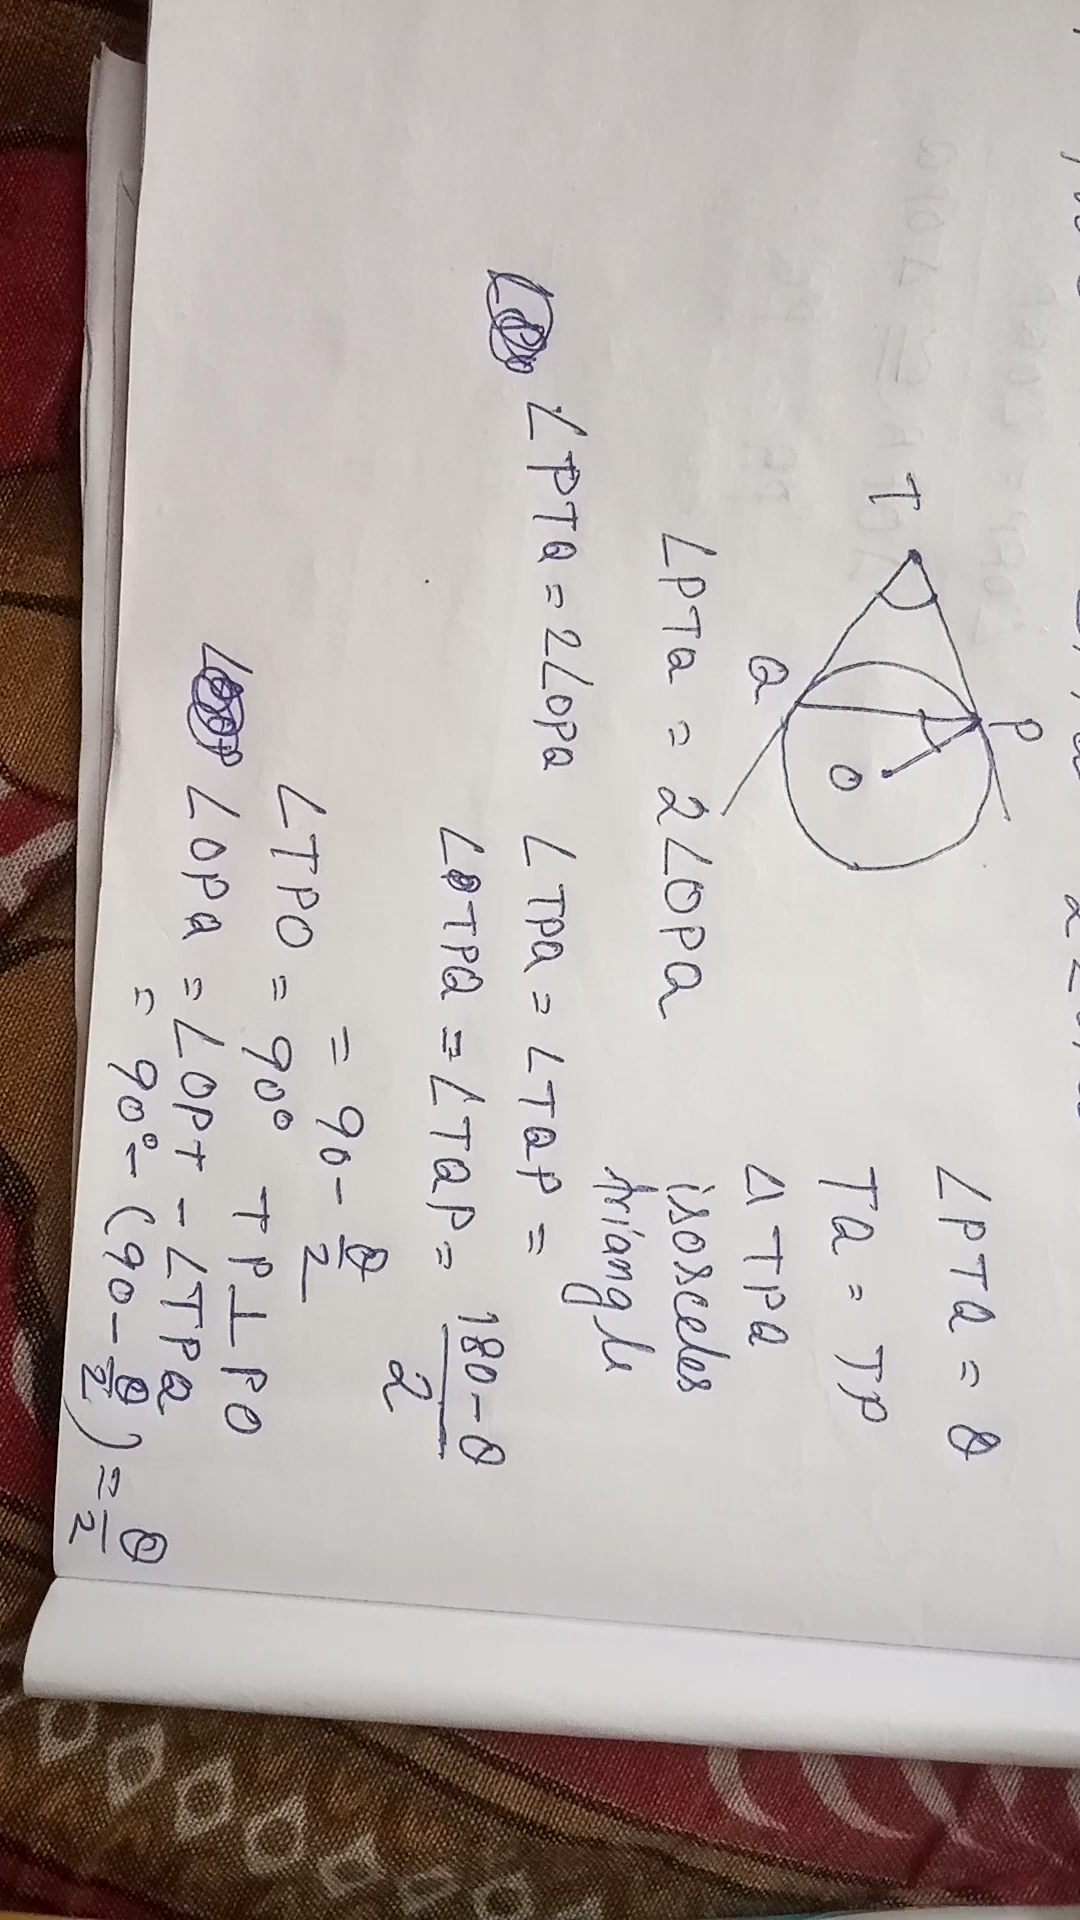 T
P
Q
O
∠PTQ = 2∠OPQ
∠PTQ = θ
TQ = TP
Δ TPQ
isosceles
triangle
∠PTQ = 2∠OPQ ∠TPQ = ∠TQP =
∠TPQ = ∠TQP = 180-θ/2
= 90 - θ/2
∠TPO = 90° TP ⊥ PO
∠OPQ = ∠OPT - ∠TPQ
= 90° - (90 - θ/2) = θ/2